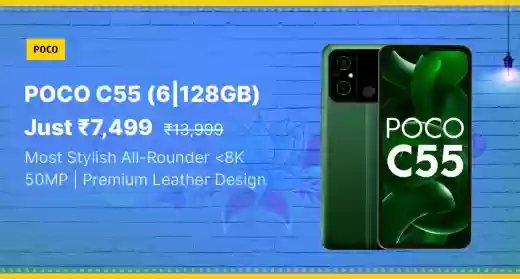 POCO
POCO C55 (6|128GB)
Just ₹7,499 ₹13,999
Most Stylish All-Rounder <8K
50MP | Premium Leather Design
POCO
C55